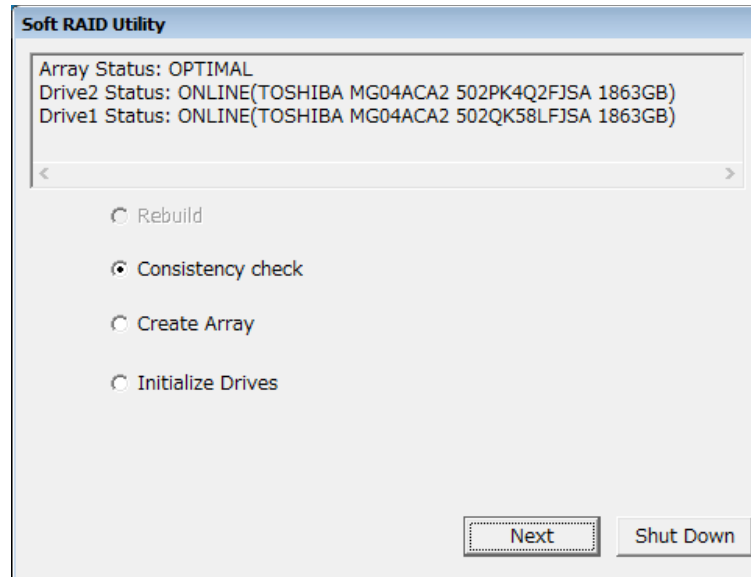 Soft RAID Utility
Array Status: OPTIMAL
Drive2 Status: ONLINE(TOSHIBA MG04ACA2 502PK4Q2FJSA 1863GB)
Drive1 Status: ONLINE(TOSHIBA MG04ACA2 502QK58LFJSA 1863GB)
Rebuild
Consistency check
Create Array
Initialize Drives
Next Shut Down